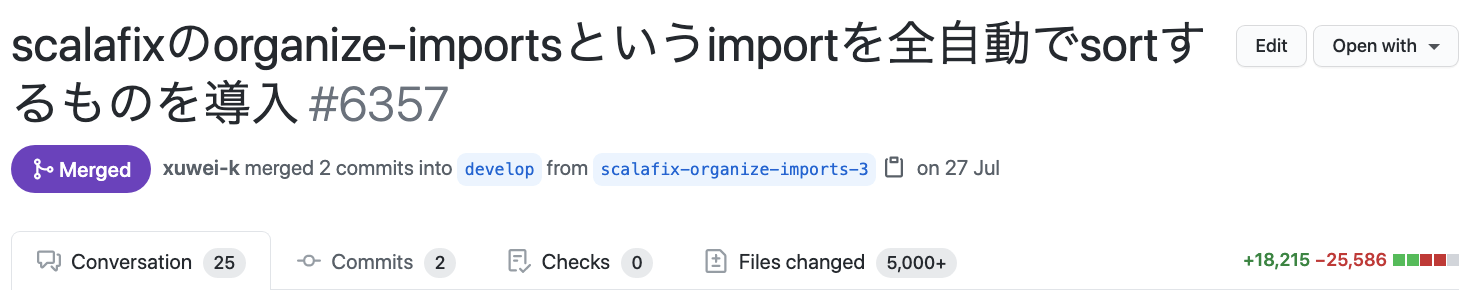 scalafixのorganize-importsというimportを全自動でsortす
るものを導入 #6357
Edit
Open with
Merged
xuwei-k merged 2 commits into develop from scalafix-organize-imports-3 on 27 Jul
Conversation 25
Commits 2
Checks 0
Files changed 5,000+
+18,215 −25,586